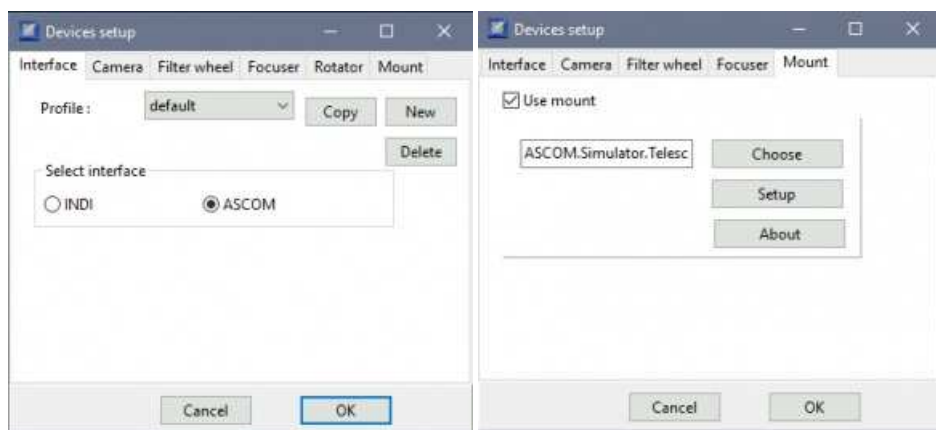 Devices setup
Interface Camera Filter wheel Focuser Rotator Mount
Profile : default Copy New
Delete
Select interface
INDI ASCOM
Cancel OK
Devices setup
Interface Camera Filter wheel Focuser Mount
Use mount
ASCOM.Simulator.Telesc Choose
Setup
About
Cancel OK